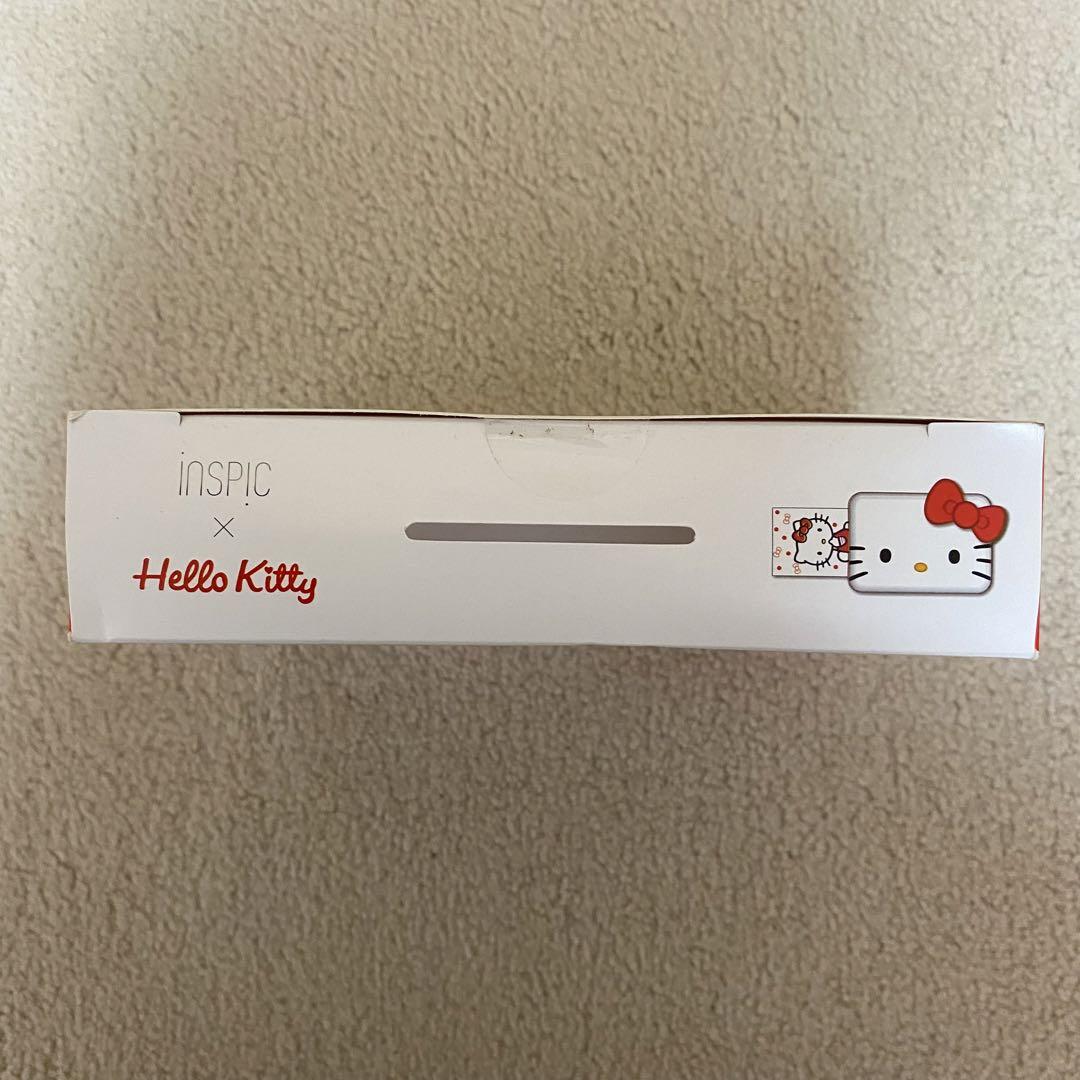 inspic
×
Hello Kitty